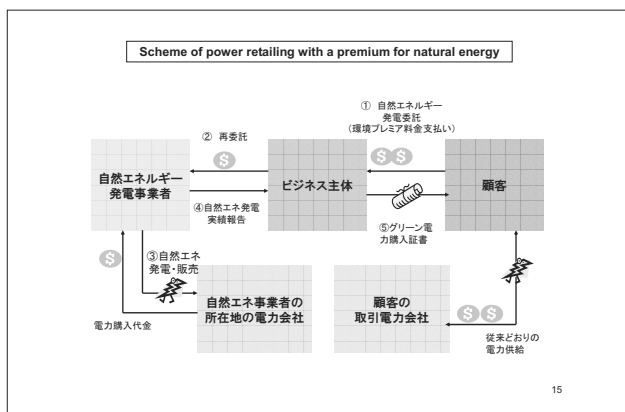 Scheme of power retailing with a premium for natural energy
① 自然エネルギー
発電委託
(環境プレミア料金支払い)
② 再委託
$
$ $
自然エネルギー
発電事業者
ビジネス主体
顧客
④自然エネ発電
実績報告
⑤グリーン電
力購入証書
$
③自然エネ
発電・販売
自然エネ事業者の
所在地の電力会社
顧客の
取引電力会社
$ $
電力購入代金
従来どおりの
電力供給
15